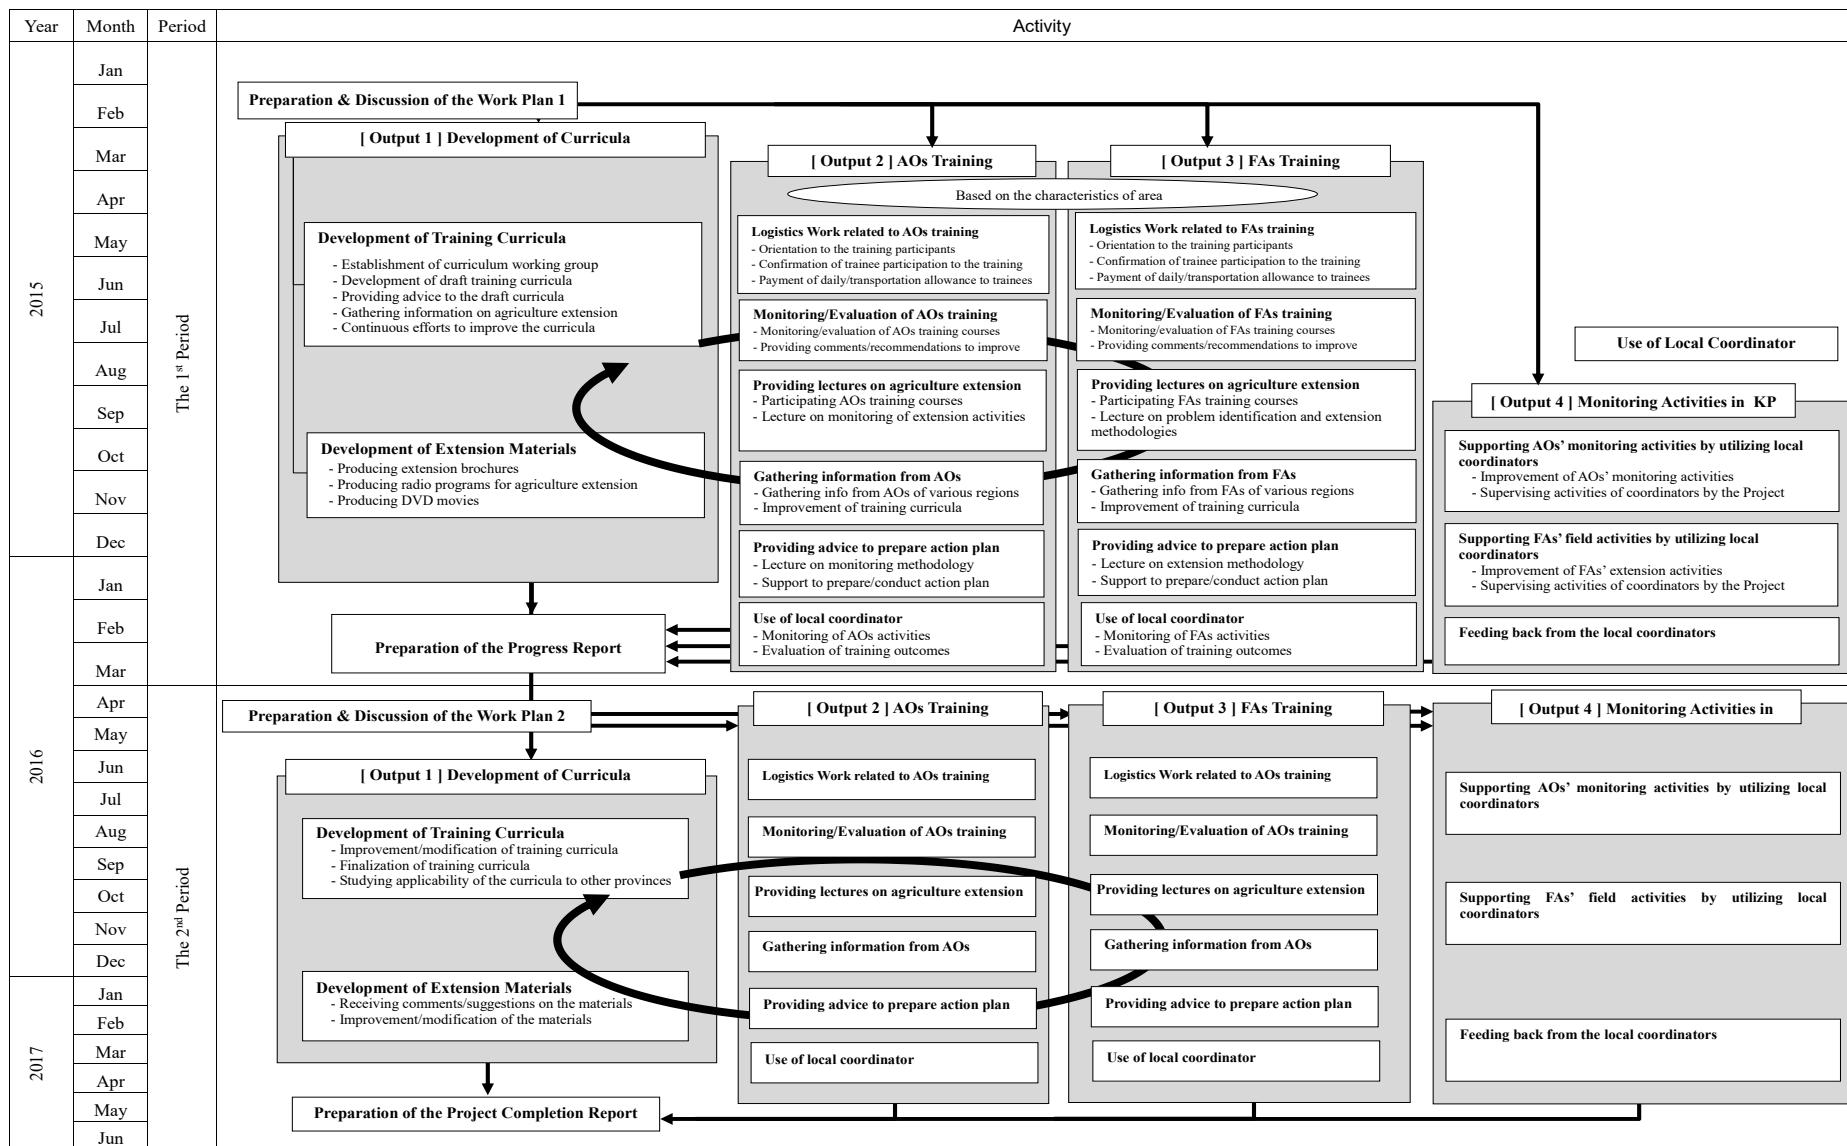 Year Month Period Activity
2015
Jan
Feb
Mar
Apr
May
Jun
Jul
Aug
Sep
Oct
Nov
Dec
2016
Jan
Feb
Mar
Apr
May
Jun
Jul
Aug
Sep
Oct
Nov
Dec
2017
Jan
Feb
Mar
Apr
May
Jun
The 1st Period
Preparation & Discussion of the Work Plan 1
[ Output 1 ] Development of Curricula
Development of Training Curricula
- Establishment of curriculum working group
- Development of draft training curricula
- Providing advice to the draft curricula
- Gathering information on agriculture extension
- Continuous efforts to improve the curricula
Development of Extension Materials
- Producing extension brochures
- Producing radio programs for agriculture extension
- Producing DVD movies
Preparation of the Progress Report
[ Output 2 ] AOs Training
[ Output 3 ] FAs Training
Based on the characteristics of area
Logistics Work related to AOs training
- Orientation to the training participants
- Confirmation of trainee participation to the training
- Payment of daily/transportation allowance to trainees
Monitoring/Evaluation of AOs training
- Monitoring/evaluation of AOs training courses
- Providing comments/recommendations to improve
Providing lectures on agriculture extension
- Participating AOs training courses
- Lecture on monitoring of extension activities
Gathering information from AOs
- Gathering info from AOs of various regions
- Improvement of training curricula
Providing advice to prepare action plan
- Lecture on monitoring methodology
- Support to prepare/conduct action plan
Use of local coordinator
- Monitoring of AOs activities
- Evaluation of training outcomes
Logistics Work related to FAs training
- Orientation to the training participants
- Confirmation of trainee participation to the training
- Payment of daily/transportation allowance to trainees
Monitoring/Evaluation of FAs training
- Monitoring/evaluation of FAs training courses
- Providing comments/recommendations to improve
Providing lectures on agriculture extension
- Participating FAs training courses
- Lecture on problem identification and extension
methodologies
Gathering information from FAs
- Gathering info from FAs of various regions
- Improvement of training curricula
Providing advice to prepare action plan
- Lecture on extension methodology
- Support to prepare/conduct action plan
Use of local coordinator
- Monitoring of FAs activities
- Evaluation of training outcomes
Use of Local Coordinator
[ Output 4 ] Monitoring Activities in KP
Supporting AOs’ monitoring activities by utilizing local
coordinators
- Improvement of AOs’ monitoring activities
- Supervising activities of coordinators by the Project
Supporting FAs’ field activities by utilizing local
coordinators
- Improvement of FAs’ extension activities
- Supervising activities of coordinators by the Project
Feeding back from the local coordinators
The 2nd Period
Preparation & Discussion of the Work Plan 2
[ Output 1 ] Development of Curricula
Development of Training Curricula
- Improvement/modification of training curricula
- Finalization of training curricula
- Studying applicability of the curricula to other provinces
Development of Extension Materials
- Receiving comments/suggestions on the materials
- Improvement/modification of the materials
Preparation of the Project Completion Report
[ Output 2 ] AOs Training
Logistics Work related to AOs training
Monitoring/Evaluation of AOs training
Providing lectures on agriculture extension
Gathering information from AOs
Providing advice to prepare action plan
Use of local coordinator
[ Output 3 ] FAs Training
Logistics Work related to AOs training
Monitoring/Evaluation of AOs training
Providing lectures on agriculture extension
Gathering information from AOs
Providing advice to prepare action plan
Use of local coordinator
[ Output 4 ] Monitoring Activities in
Supporting AOs’ monitoring activities by utilizing local
coordinators
Supporting FAs’ field activities by utilizing local
coordinators
Feeding back from the local coordinators